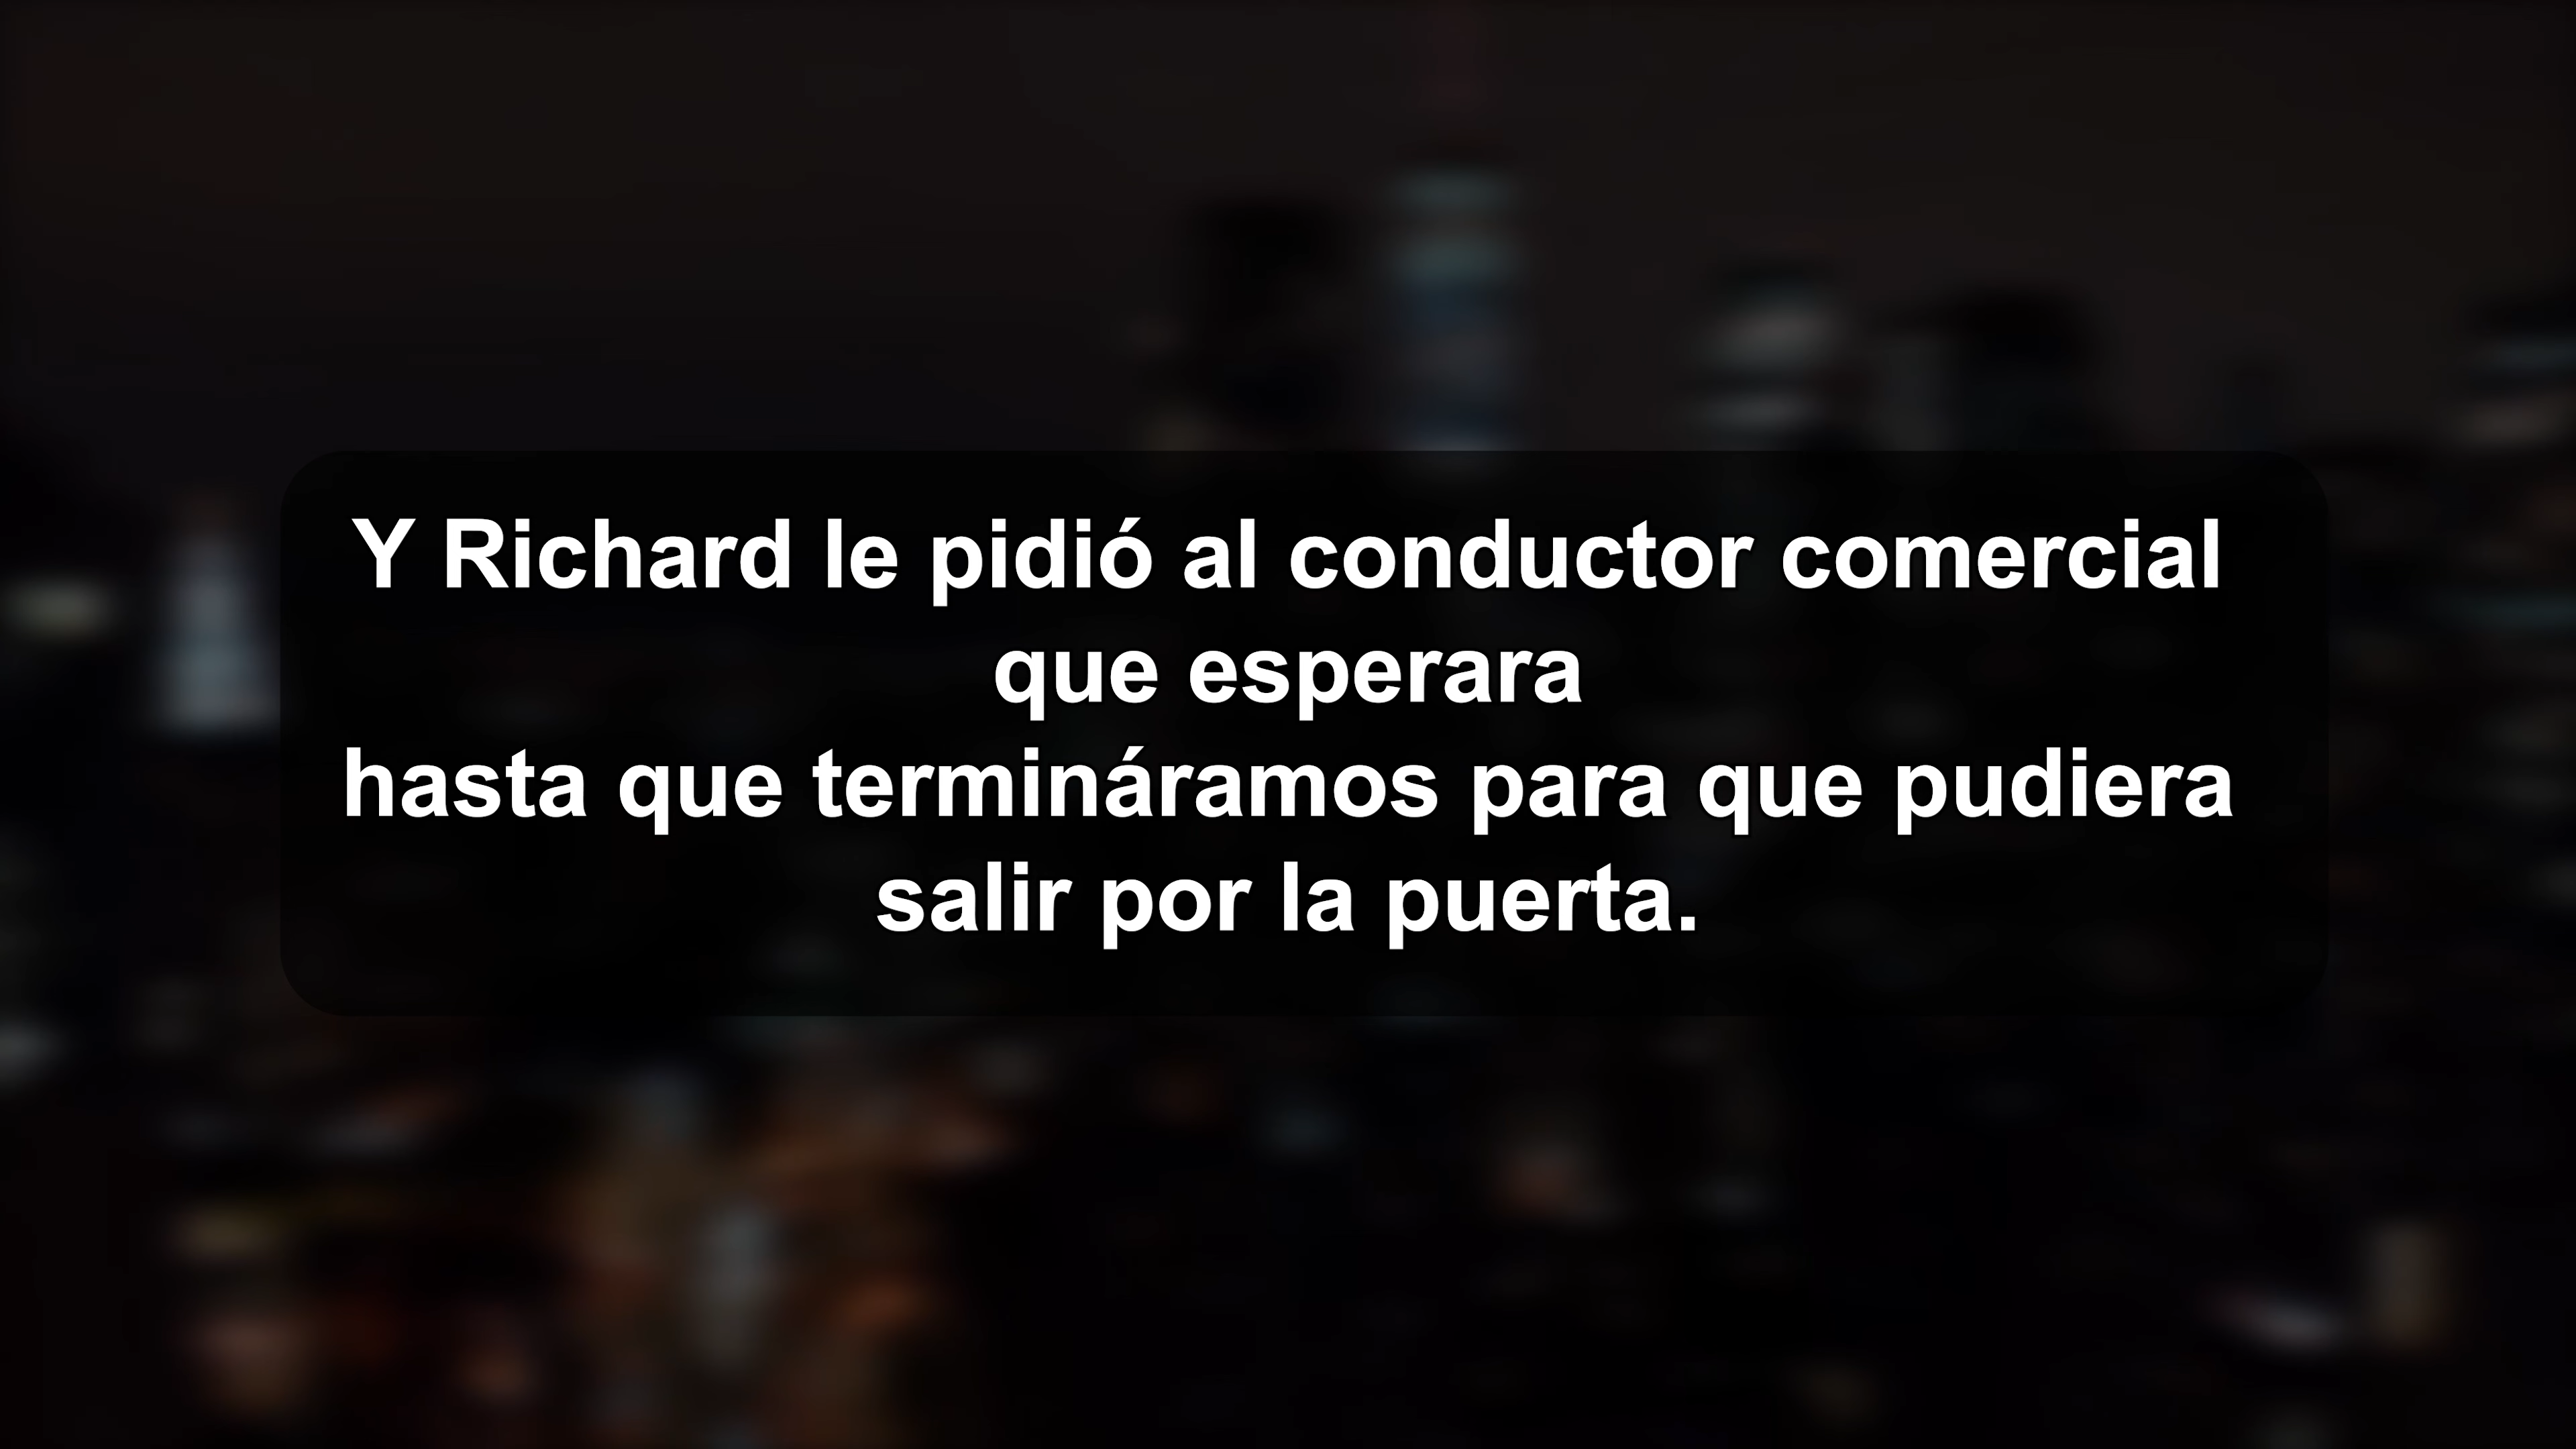 Y Richard le pidió al conductor comercial
que esperara
hasta que termináramos para que pudiera
salir por la puerta.